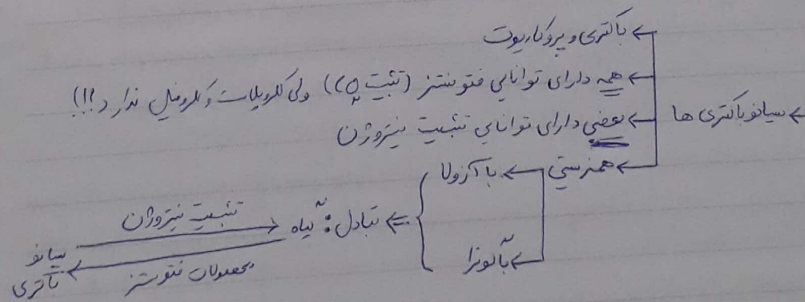 ← باکتری و پروکاریوت
← همه دارای توانایی فتوسنتز (تثبیت CO2) ولی کلروپلاست و کلروفیل ندارد!!!
← سیانوباکتری ها
← بعضی دارای توانایی تثبیت نیتروژن
← همزیستی ← با آزولا
← با گونرا
← تبادل: گیاه
تثبیت نیتروژن
محصولات فتوسنتز
سیانو
باکتری